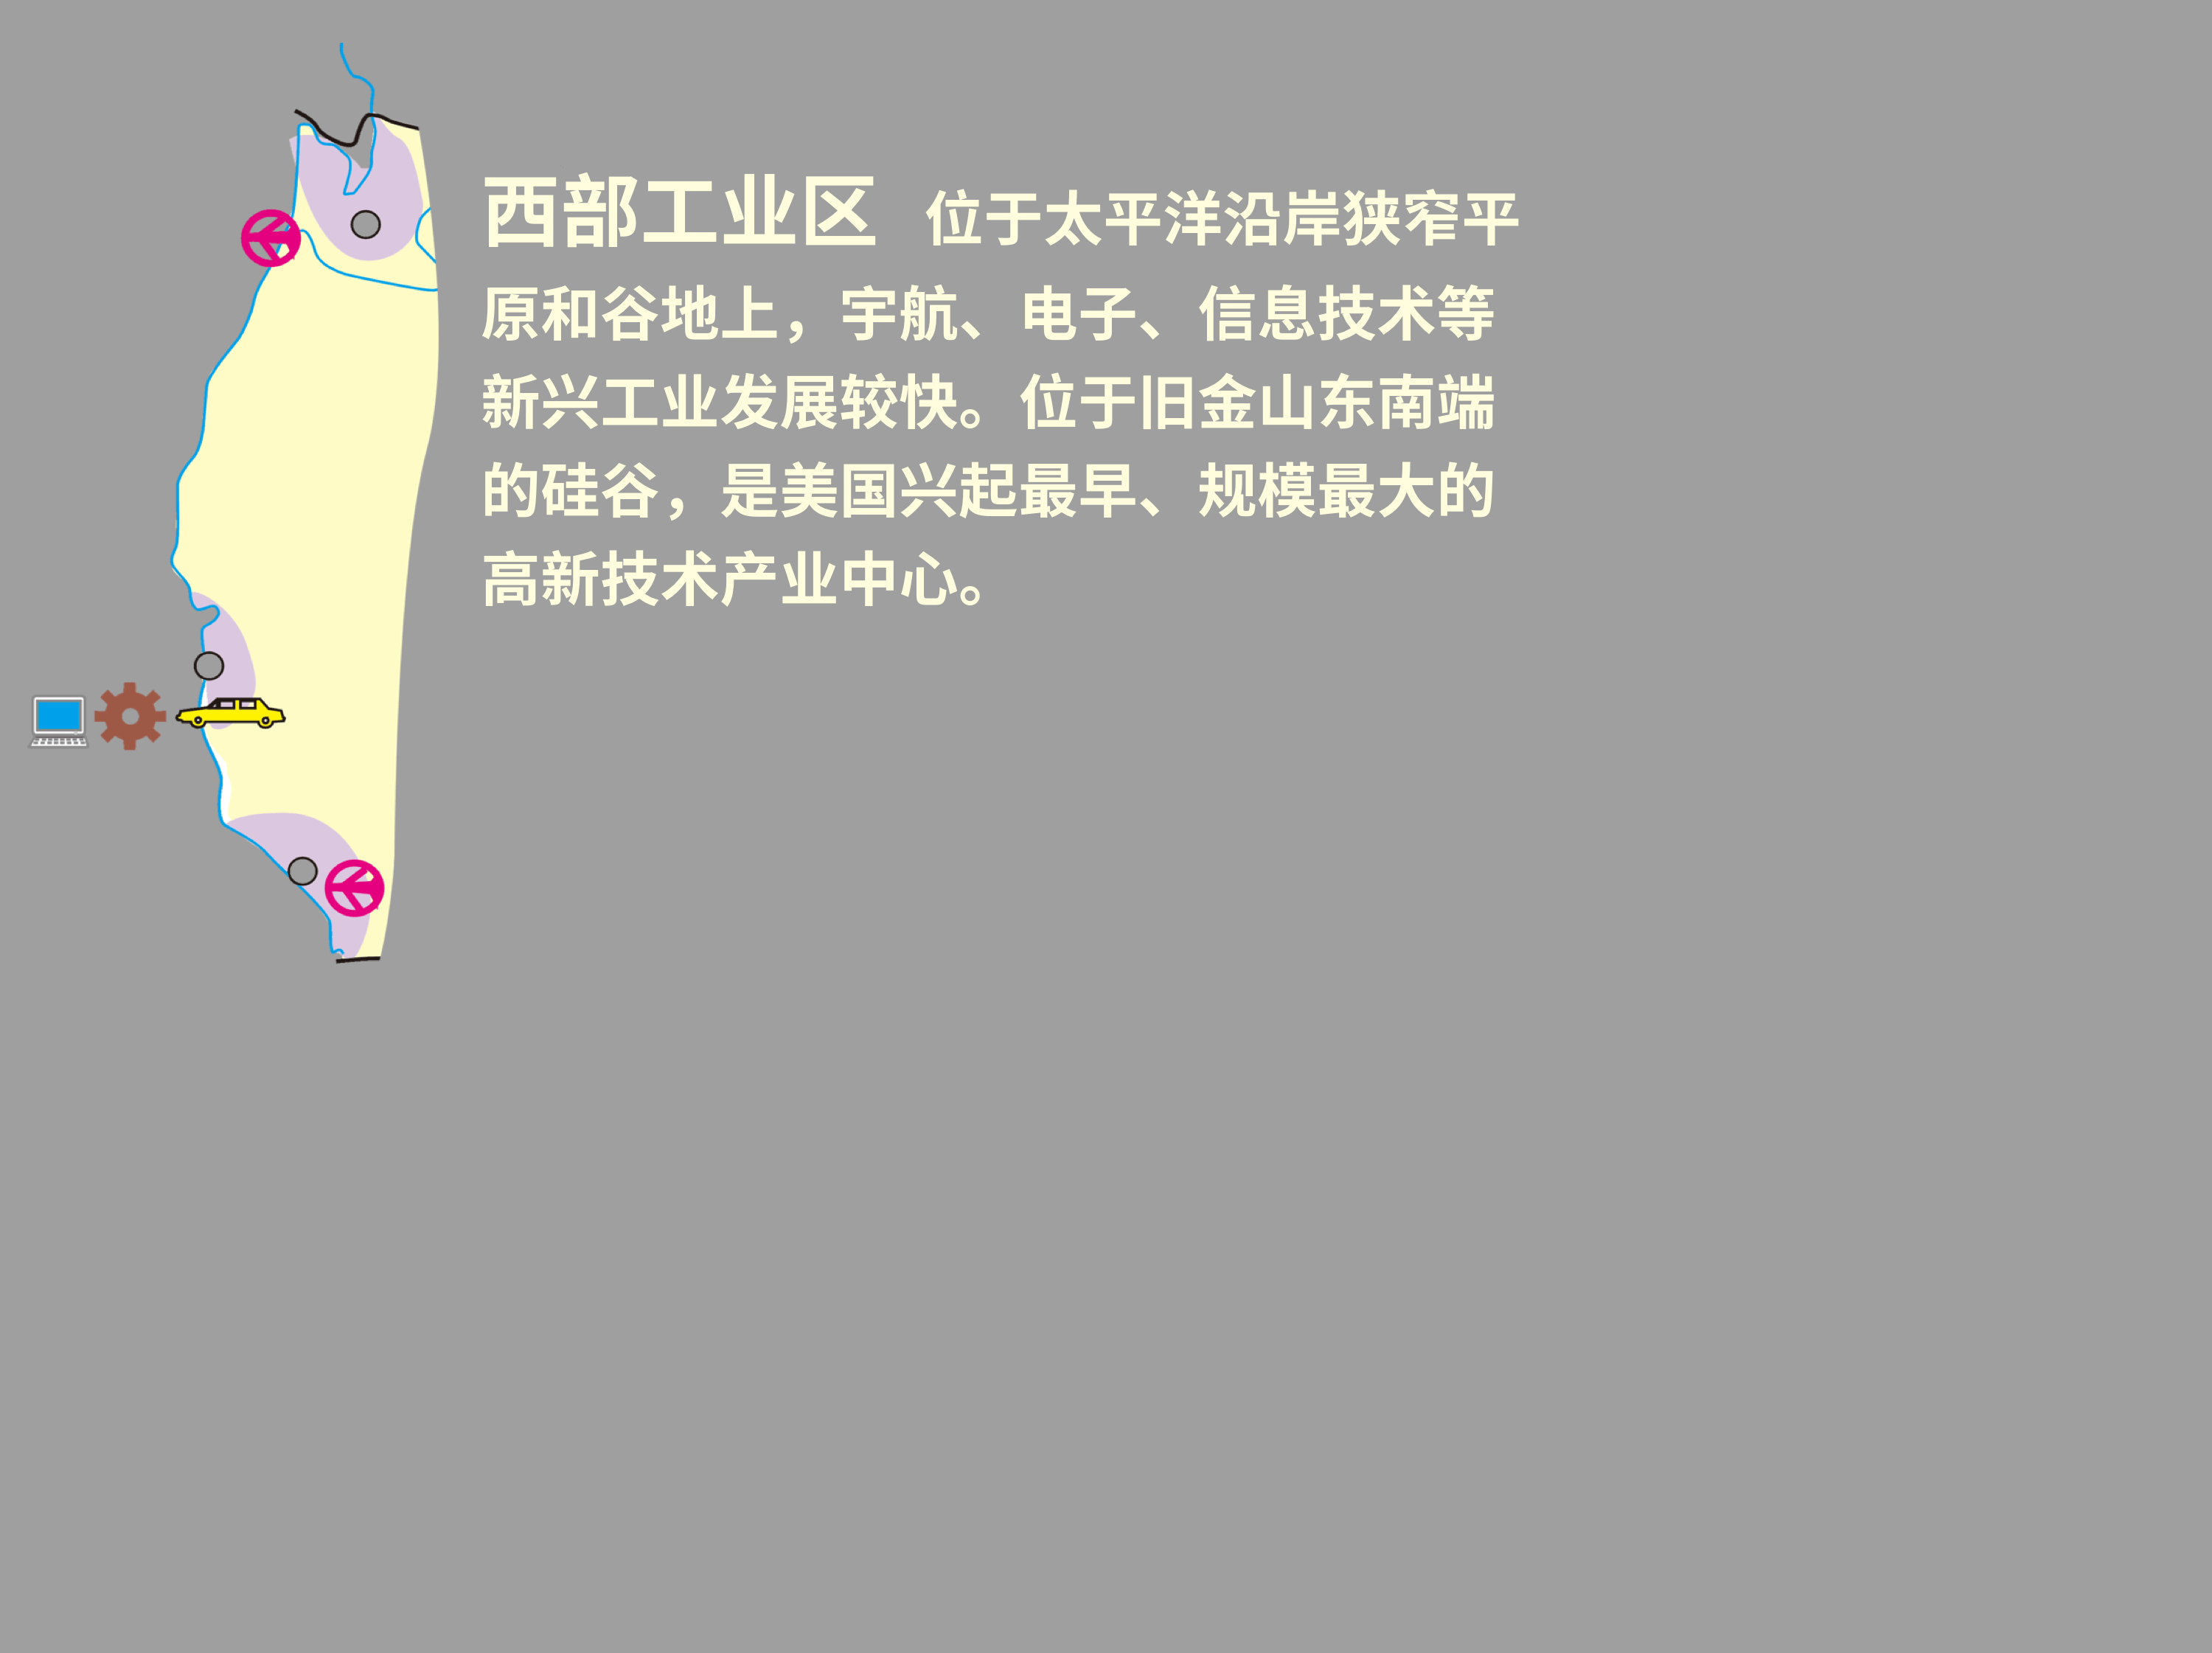 西部工业区 位于太平洋沿岸狭窄平
原和谷地上，宇航、电子、信息技术等
新兴工业发展快。位于旧金山东南
的硅谷，是美国兴起最早、规模最大的
高新技术产业中心。